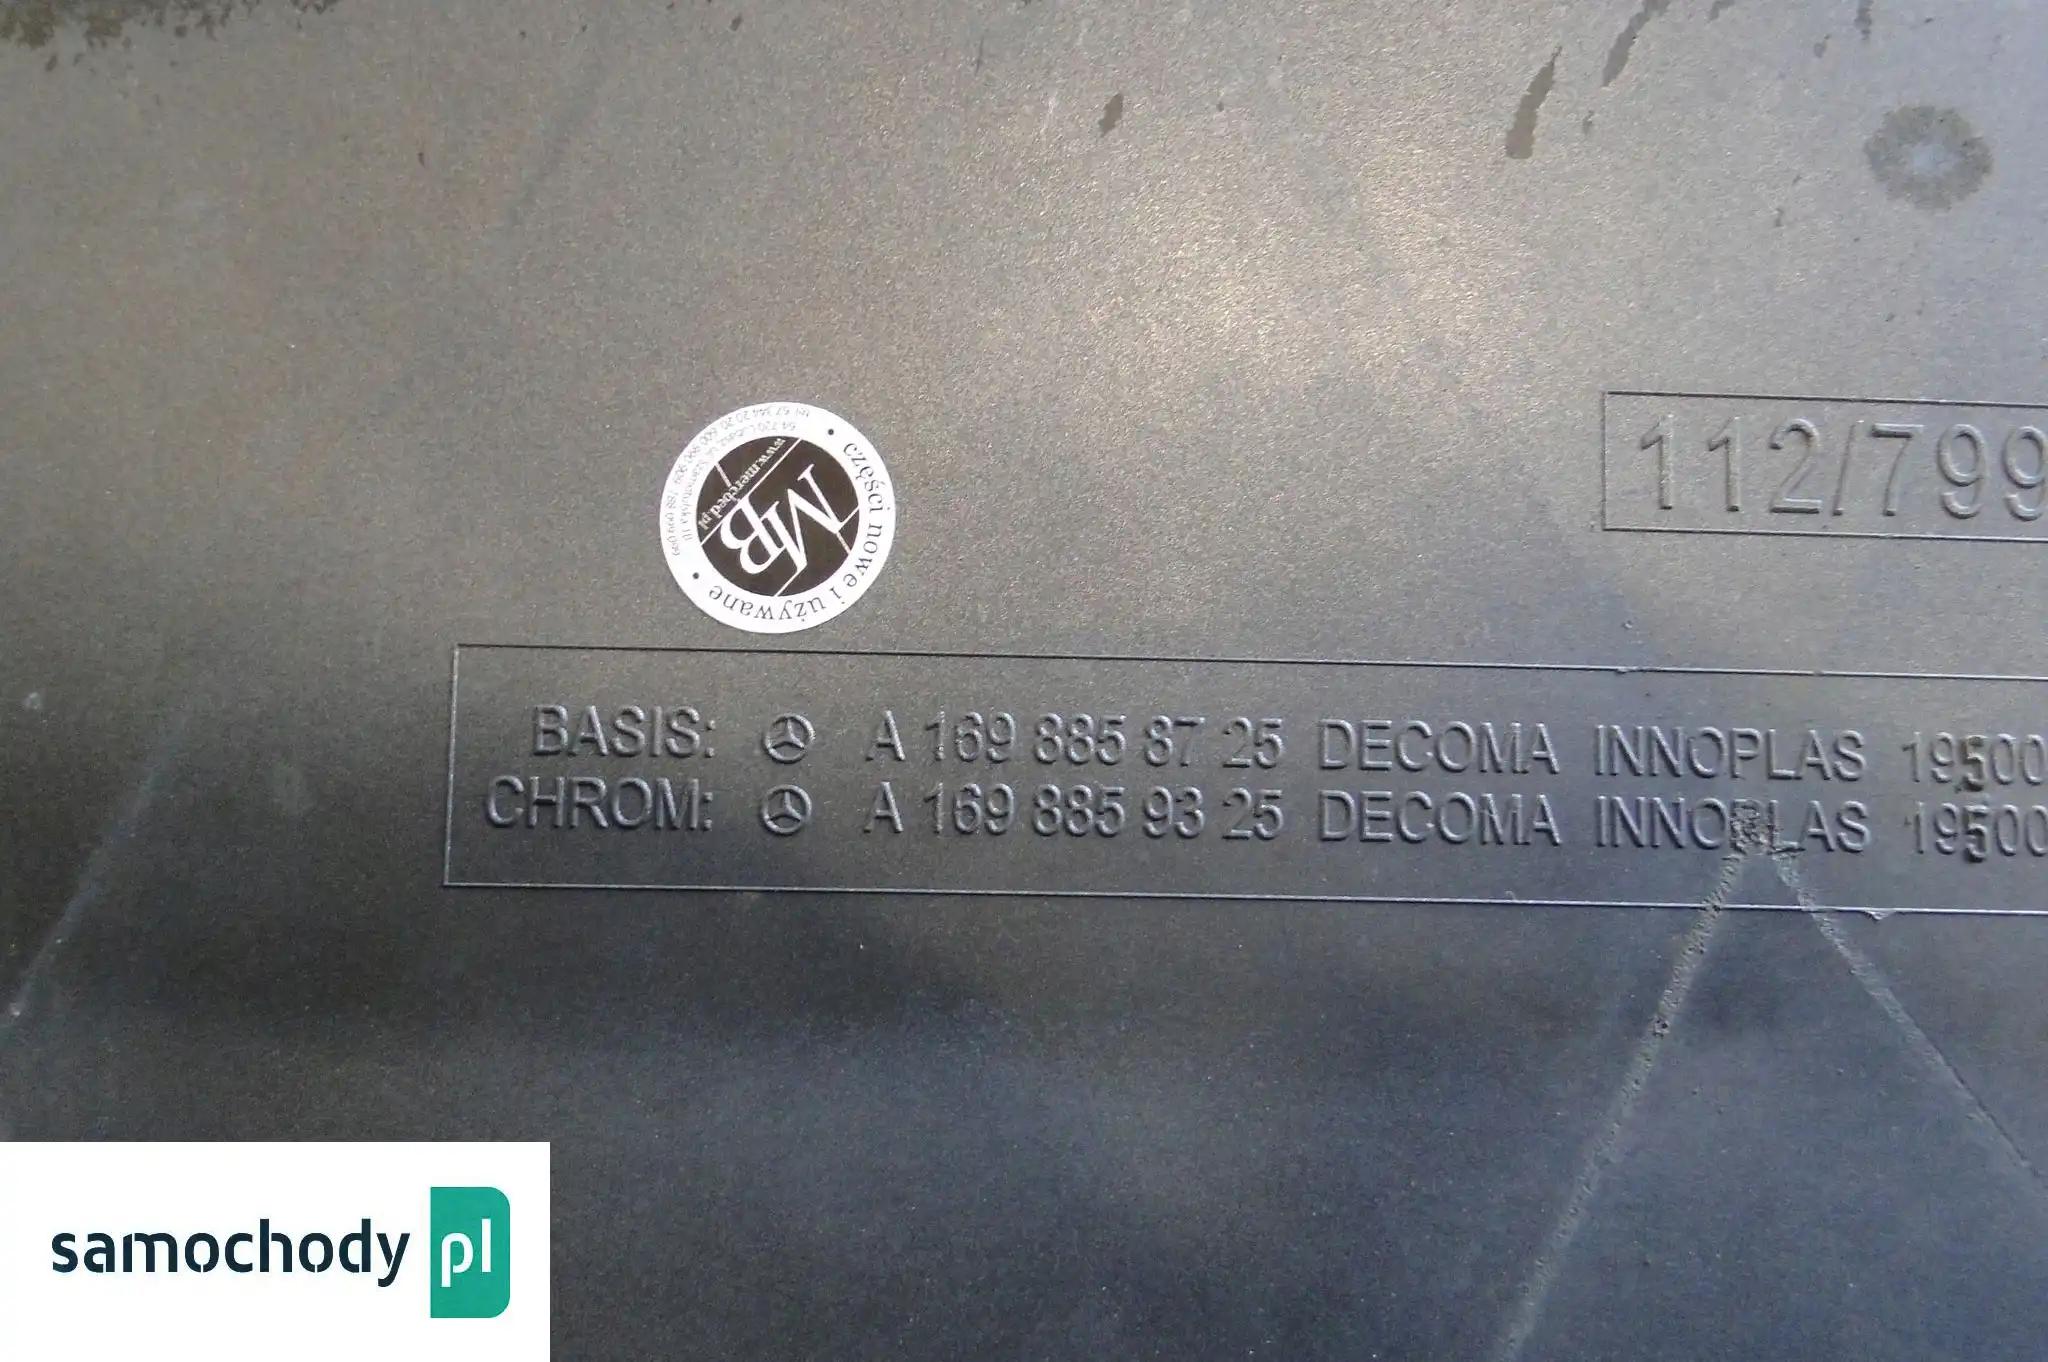 części nowe i używane
MB
www.mercbed.pl
112/799
BASIS: A 169 885 87 25 DECOMA INNOPLAS 19500
CHROM: A 169 885 93 25 DECOMA INNOPLAS 19500
samochody pl